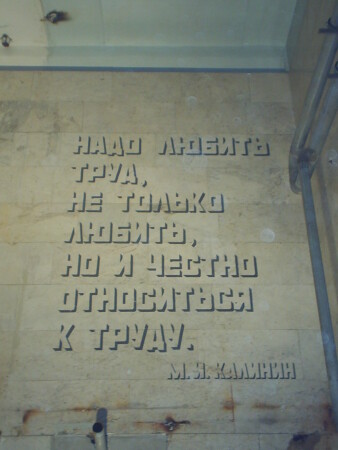 НАДО ЛЮБИТЬ
ТРУД,
НЕ ТОЛЬКО
ЛЮБИТЬ,
НО И ЧЕСТНО
ОТНОСИТЬСЯ
К ТРУДУ.
М. И. КАЛИНИН